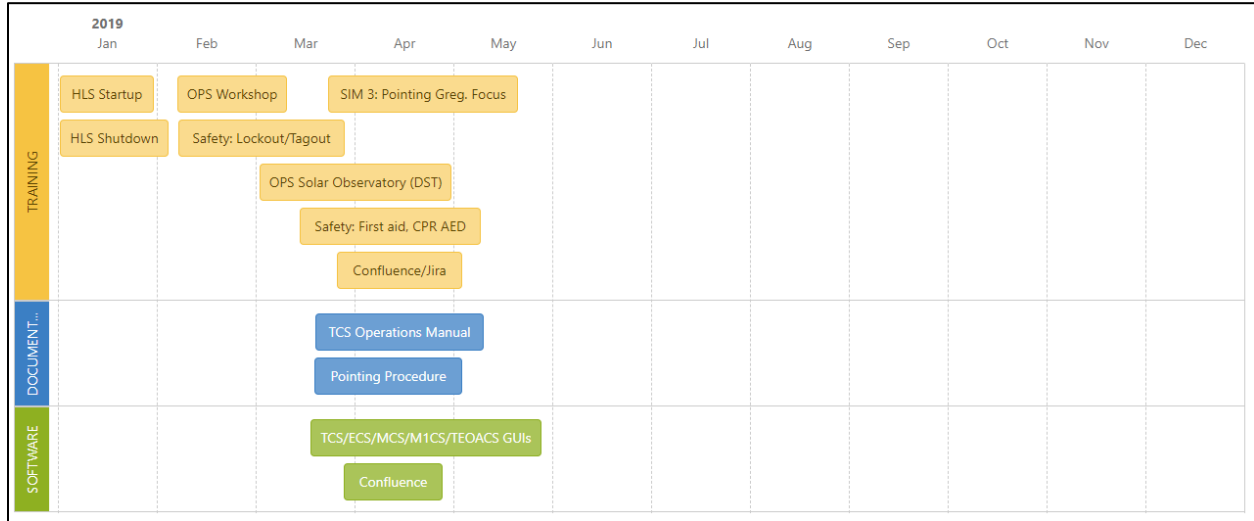 2019
Jan Feb Mar Apr May Jun Jul Aug Sep Oct Nov Dec
TRAINING
HLS Startup OPS Workshop SIM 3: Pointing Greg. Focus
HLS Shutdown Safety: Lockout/Tagout
OPS Solar Observatory (DST)
Safety: First aid, CPR AED
Confluence/Jira
DOCUMENT...
TCS Operations Manual
Pointing Procedure
SOFTWARE
TCS/ECS/MCS/M1CS/TEOACS GUIs
Confluence